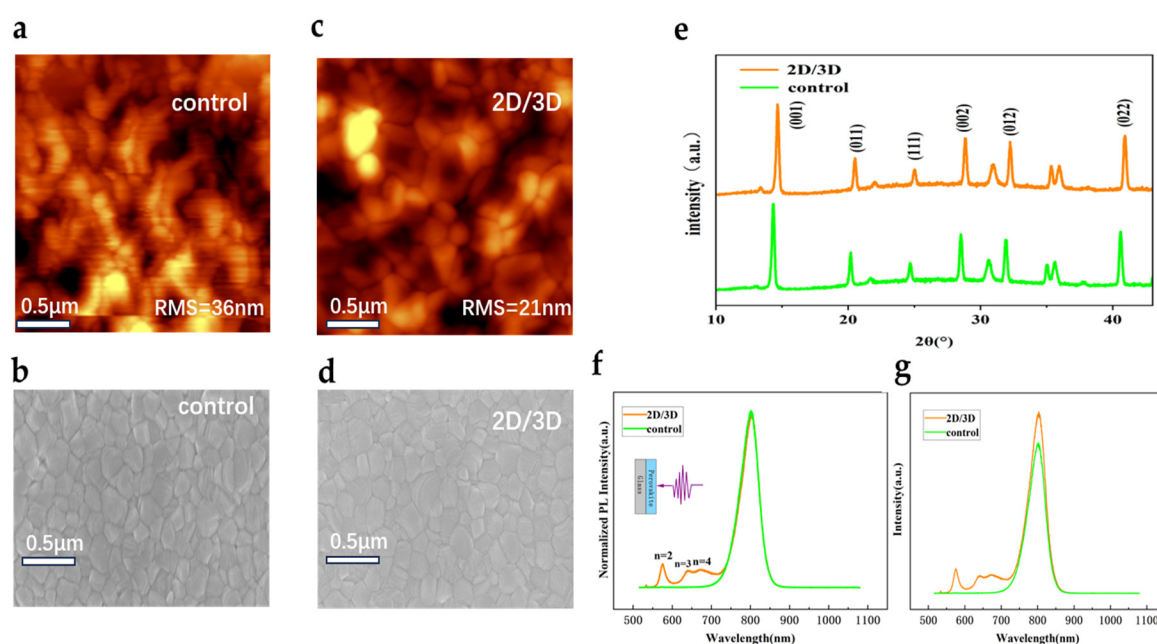 a
control
0.5μm
RMS=36nm
c
2D/3D
0.5μm
RMS=21nm
e
2D/3D
control
(001)
(011)
(111)
(002)
(012)
(022)
intensity (a.u.)
10
20
30
40
2θ(°)
b
control
0.5μm
d
2D/3D
0.5μm
f
2D/3D
control
Normalized PL Intensity(a.u.)
Glass
Perovskite
n=2
n=3
n=4
500
600
700
800
900
1000
1100
Wavelength(nm)
g
2D/3D
control
Intensity(a.u.)
500
600
700
800
900
1000
1100
Wavelength(nm)